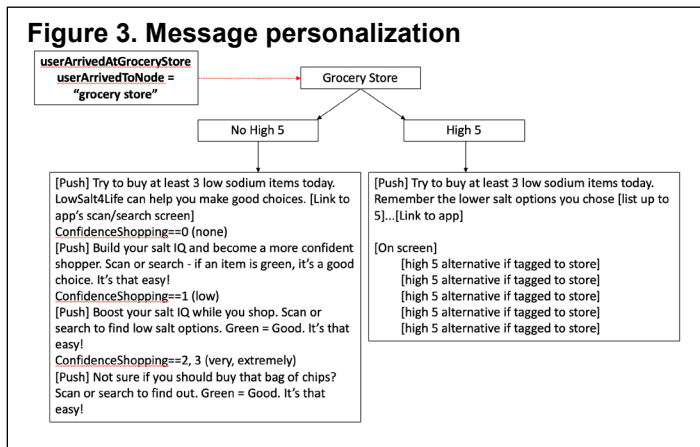 Figure 3. Message personalization
userArrivedAtGroceryStore
userArrivedToNode =
“grocery store”
Grocery Store
No High 5
High 5
[Push] Try to buy at least 3 low sodium items today.
LowSalt4Life can help you make good choices. [Link to
app’s scan/search screen]
ConfidenceShopping==0 (none)
[Push] Build your salt IQ and become a more confident
shopper. Scan or search - if an item is green, it’s a good
choice. It’s that easy!
ConfidenceShopping==1 (low)
[Push] Boost your salt IQ while you shop. Scan or
search to find low salt options. Green = Good. It’s that
easy!
ConfidenceShopping==2, 3 (very, extremely)
[Push] Not sure if you should buy that bag of chips?
Scan or search to find out. Green = Good. It’s that
easy!
[Push] Try to buy at least 3 low sodium items today.
Remember the lower salt options you chose [list up to
5]...[Link to app]
[On screen]
[high 5 alternative if tagged to store]
[high 5 alternative if tagged to store]
[high 5 alternative if tagged to store]
[high 5 alternative if tagged to store]
[high 5 alternative if tagged to store]